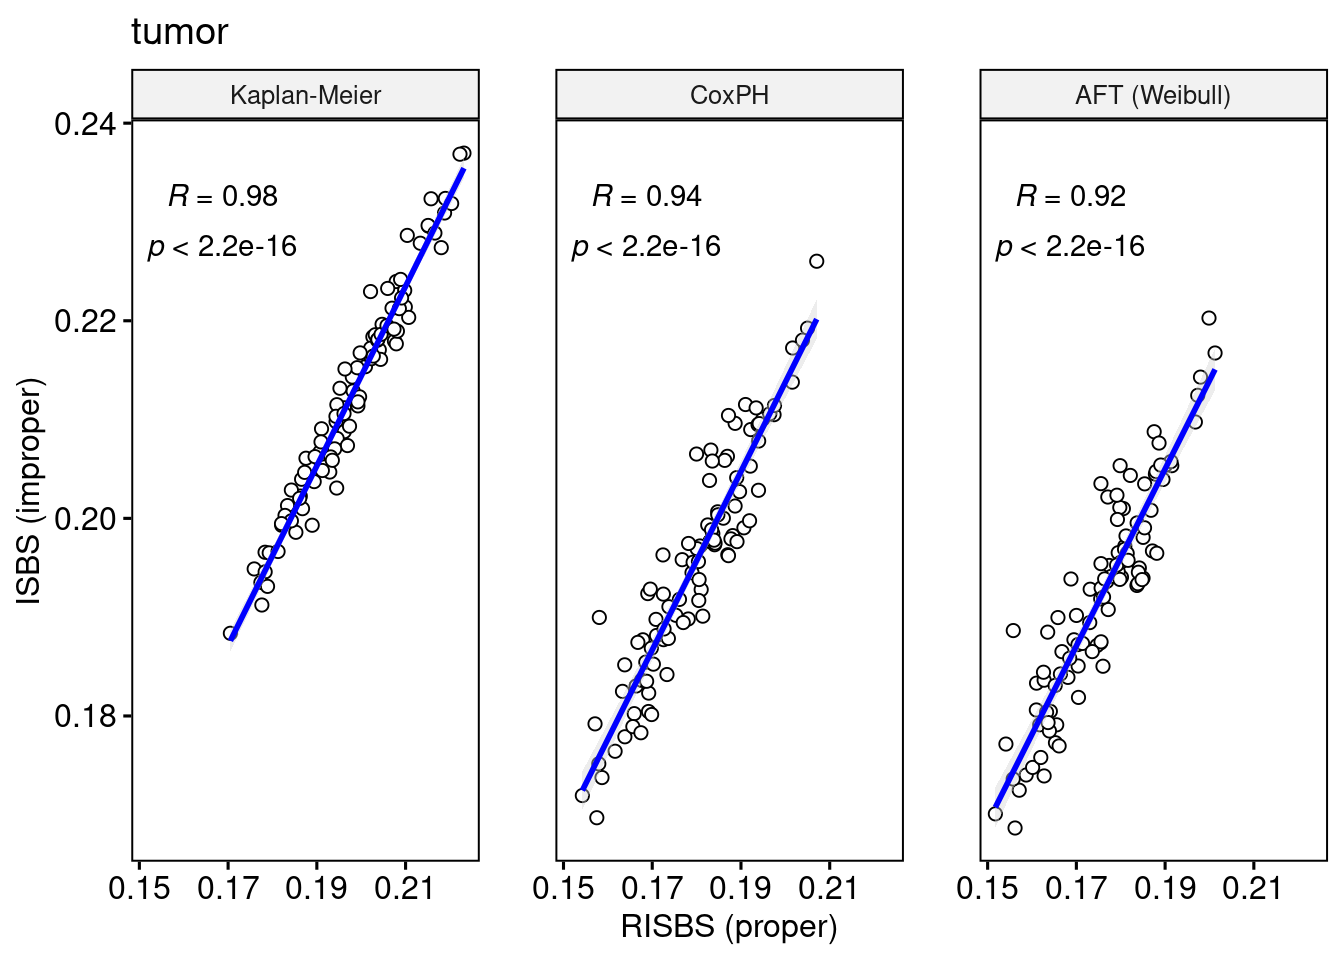 tumor
Kaplan-Meier
CoxPH
AFT (Weibull)
R = 0.98
p < 2.2e-16
R = 0.94
p < 2.2e-16
R = 0.92
p < 2.2e-16
0.24
0.22
0.20
0.18
ISBS (improper)
0.15 0.17 0.19 0.21
0.15 0.17 0.19 0.21
0.15 0.17 0.19 0.21
RISBS (proper)